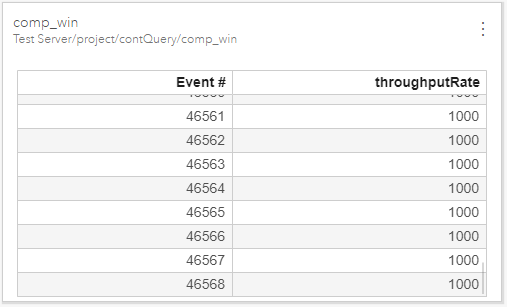 comp_win
Test Server/project/contQuery/comp_win
Event # throughputRate
46561 1000
46562 1000
46563 1000
46564 1000
46565 1000
46566 1000
46567 1000
46568 1000